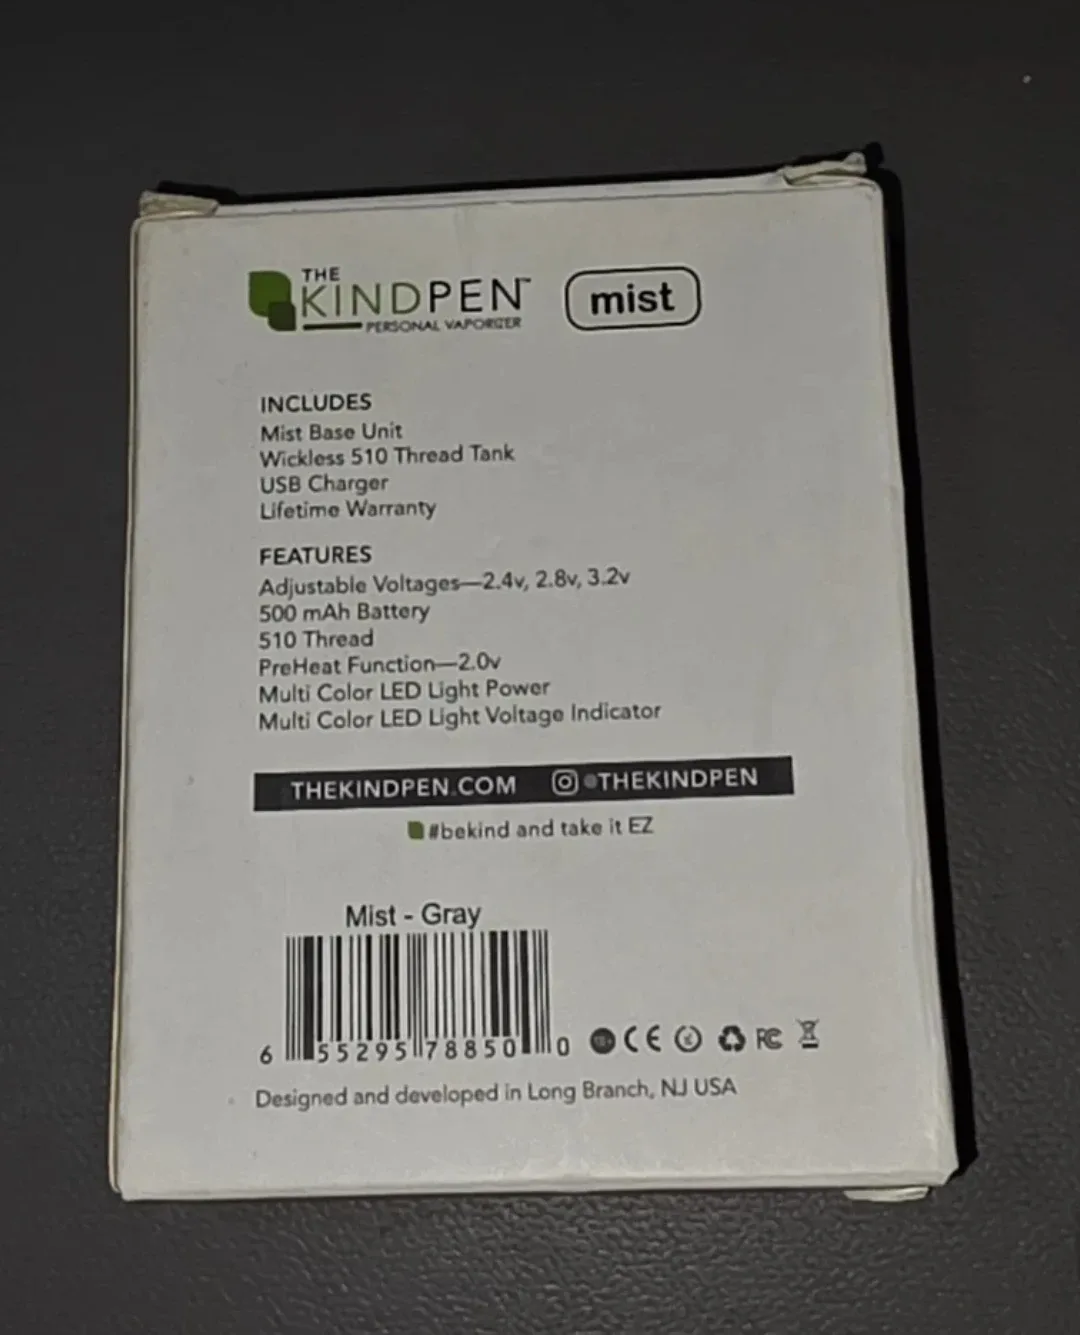 THE
KINDPEN™
PERSONAL VAPORIZER
mist
INCLUDES
Mist Base Unit
Wickless 510 Thread Tank
USB Charger
Lifetime Warranty
FEATURES
Adjustable Voltages—2.4v, 2.8v, 3.2v
500 mAh Battery
510 Thread
PreHeat Function—2.0v
Multi Color LED Light Power
Multi Color LED Light Voltage Indicator
THEKINDPEN.COM @THEKINDPEN
#bekind and take it EZ
Mist - Gray
6 55295 78850 0 CE FC
Designed and developed in Long Branch, NJ USA